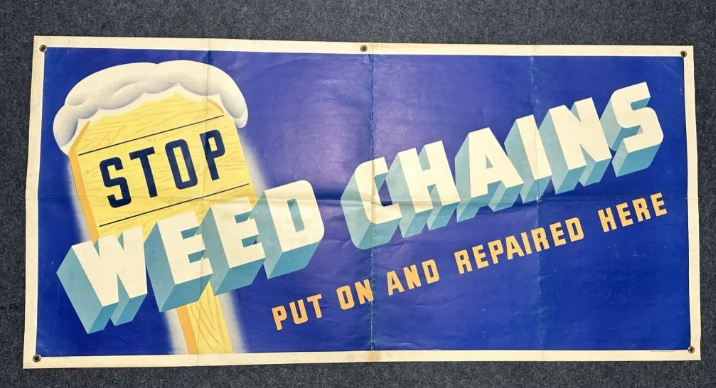 STOP
WEED CHAINS
PUT ON AND REPAIRED HERE